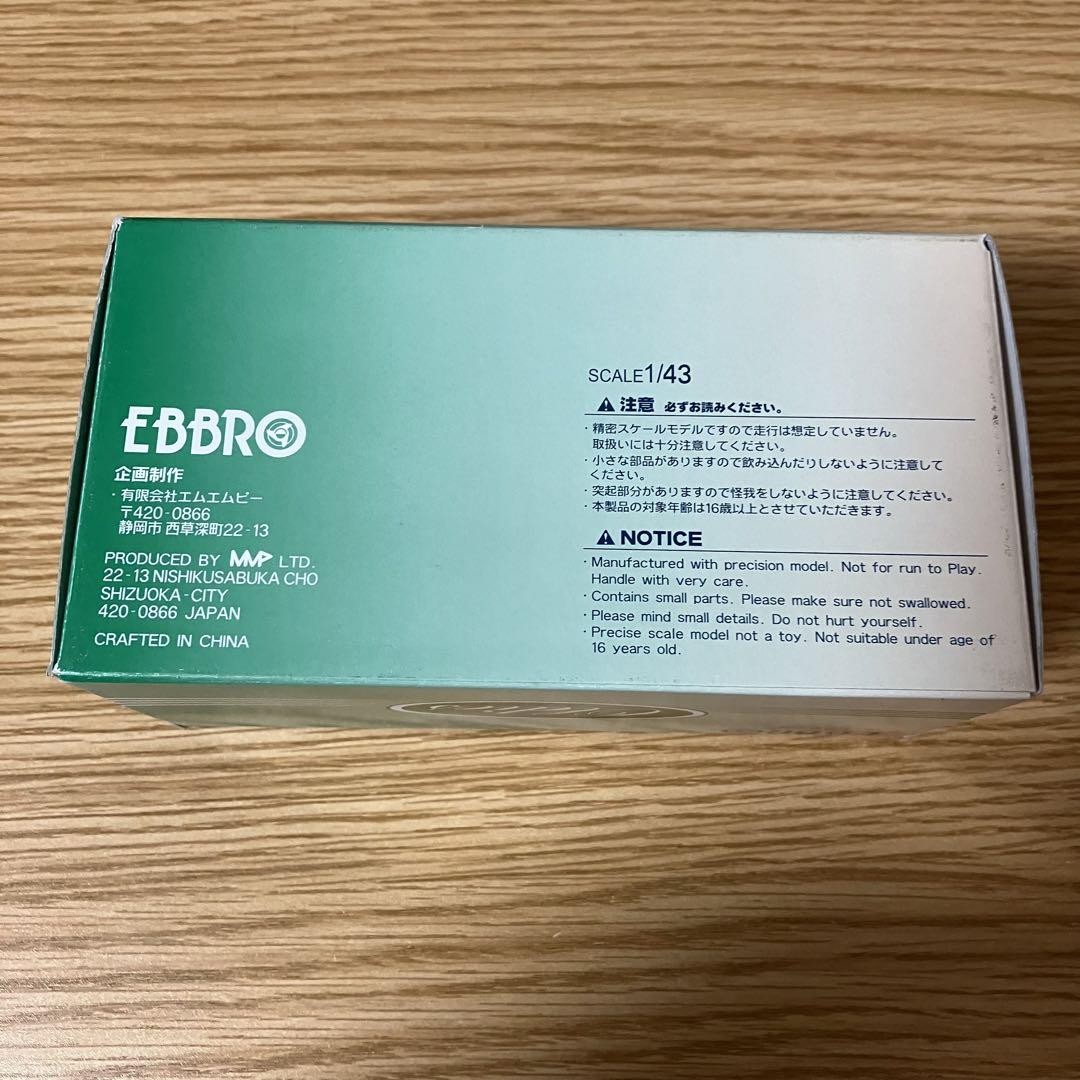 EBBRO
企画制作
・有限会社エムエムピー
〒420-0866
静岡市 西草深町22-13
PRODUCED BY MMP LTD.
22-13 NISHIKUSABUKA CHO
SHIZUOKA-CITY
420-0866 JAPAN
CRAFTED IN CHINA
SCALE1/43
⚠ 注意 必ずお読みください。
・精密スケールモデルですので走行は想定していません。
取扱いには十分注意してください。
・小さな部品がありますので飲み込んだりしないように注意して
ください。
・突起部分がありますので怪我をしないように注意してください。
・本製品の対象年齢は16歳以上とさせていただきます。
⚠ NOTICE
・Manufactured with precision model. Not for run to Play.
Handle with very care.
・Contains small parts. Please make sure not swallowed.
・Please mind small details. Do not hurt yourself.
・Precise scale model not a toy. Not suitable under age of
16 years old.